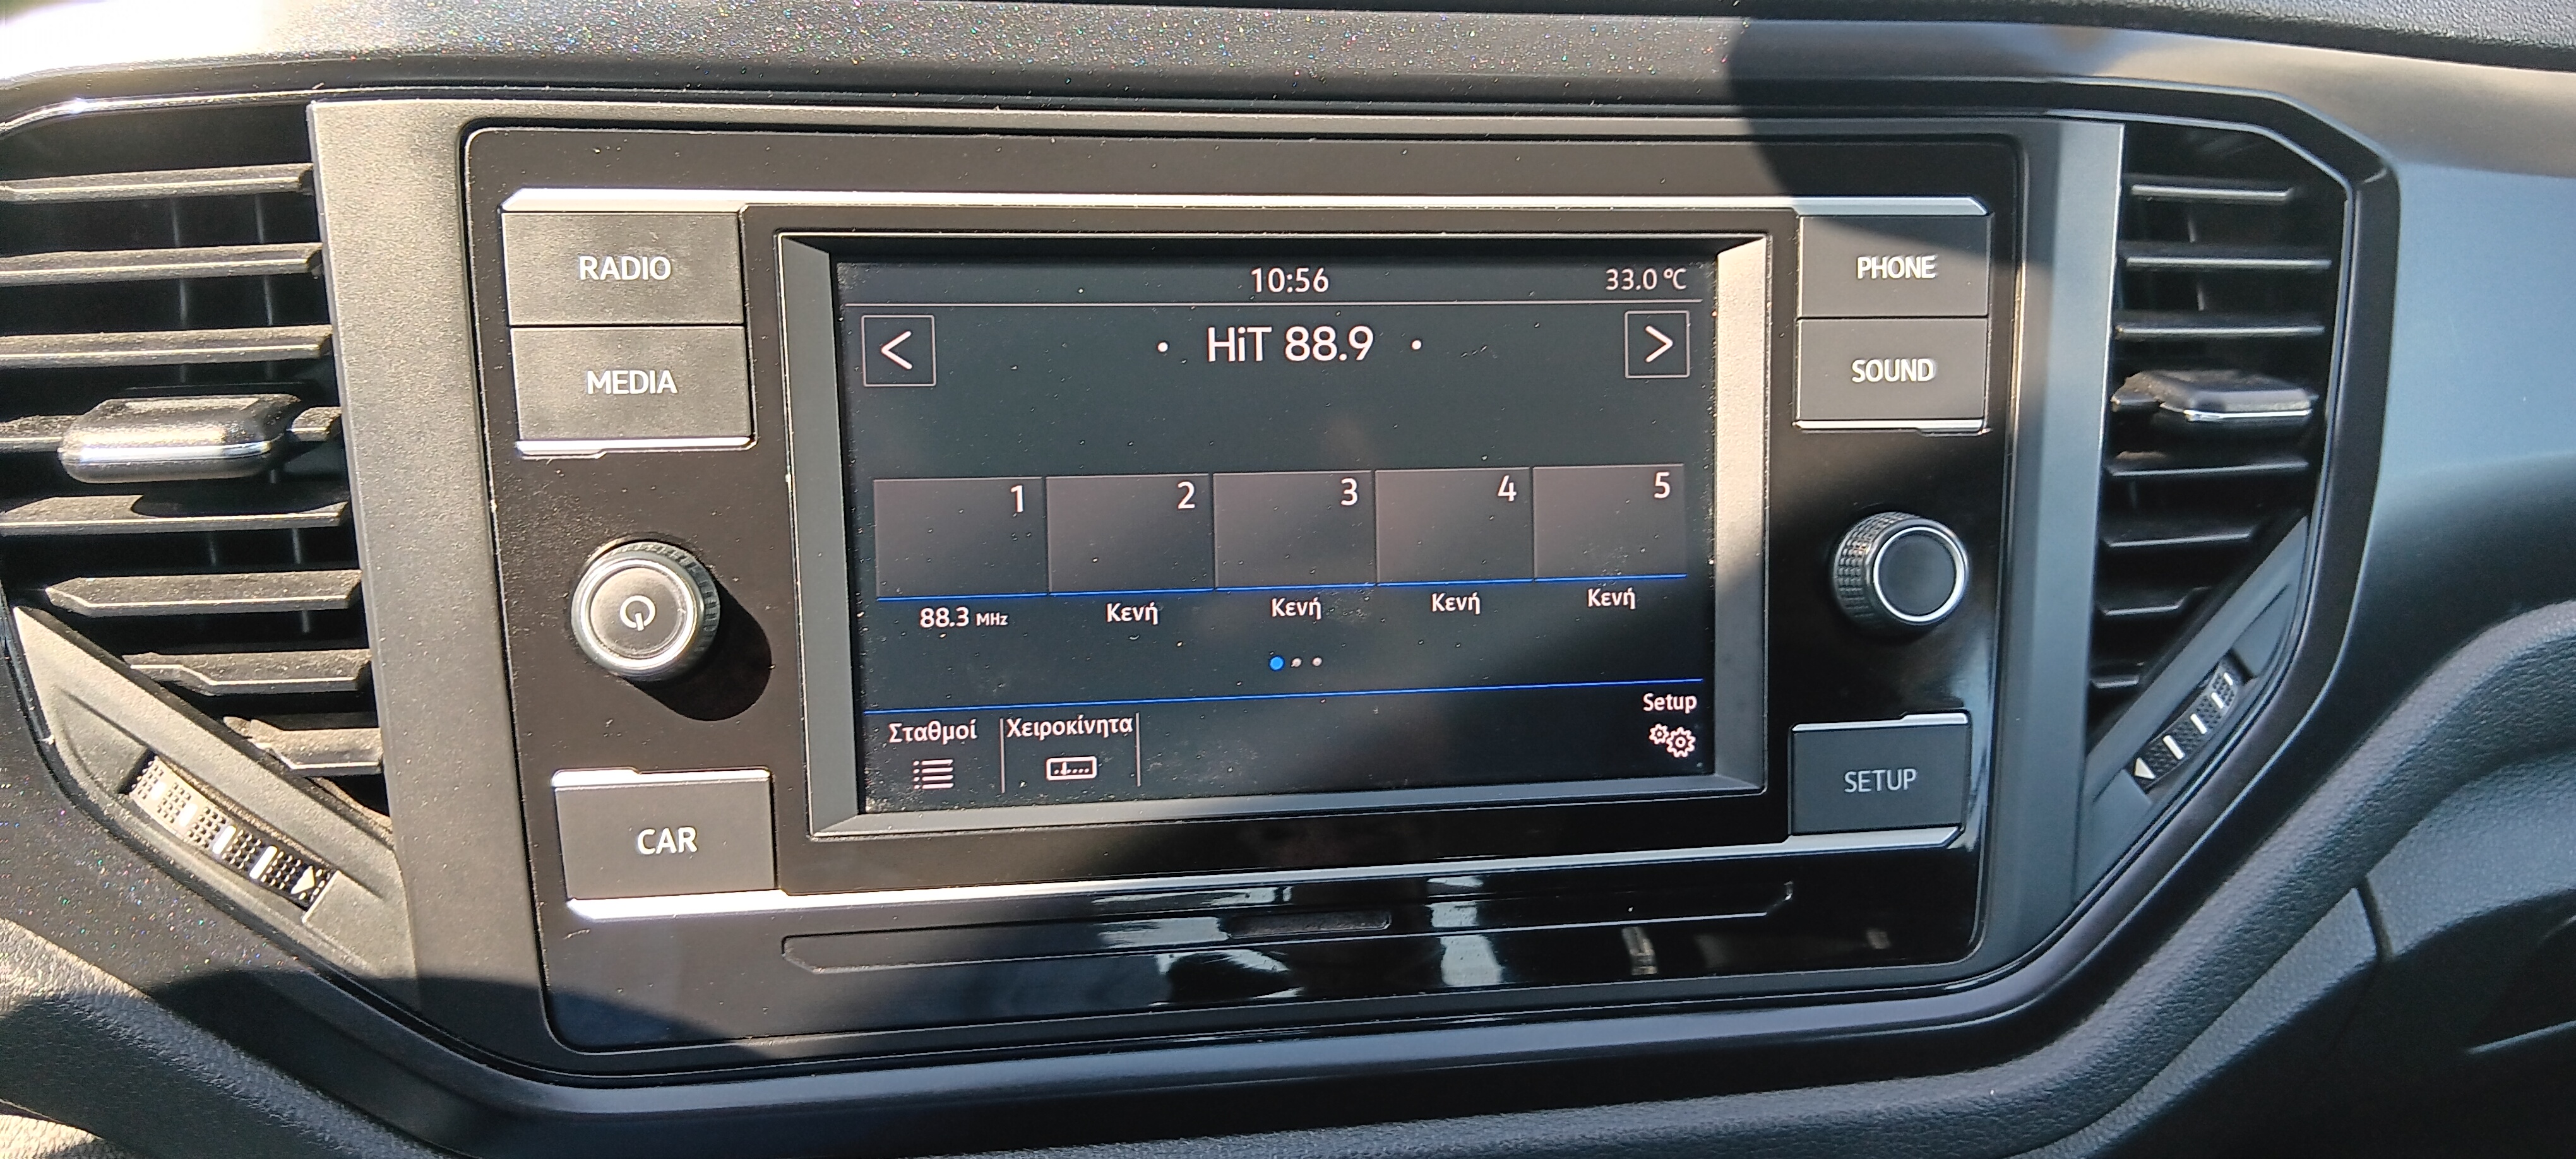 RADIO
MEDIA
CAR
10:56
33.0 °C
<
• HiT 88.9 •
>
1
2
3
4
5
88.3 MHz
Κενή
Κενή
Κενή
Κενή
Setup
Σταθμοί
Χειροκίνητα
PHONE
SOUND
SETUP